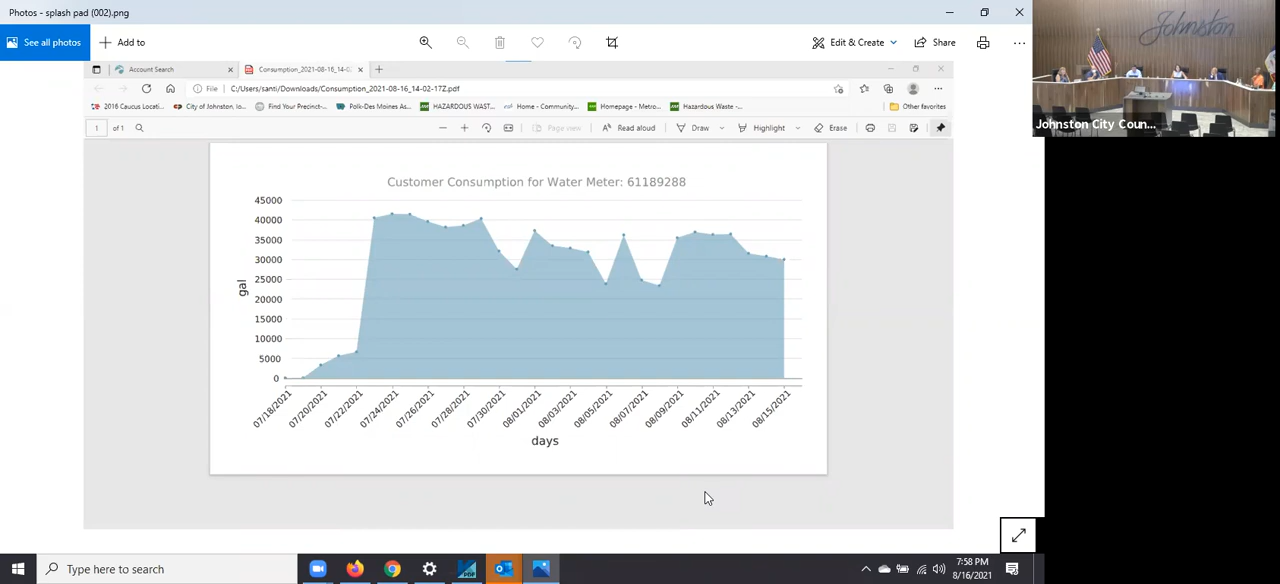 Photos - splash pad (002).png
See all photos
Add to
Edit & Create
Share
Johnston
Johnston City Coun...
Account Search
Consumption_2021-08-16_14-0
File
C:/Users/santi/Downloads/Consumption_2021-08-16_14-02-17Z.pdf
2016 Caucus Locati...
City of Johnston, Io...
Find Your Precinct-...
Polk-Des Moines As...
HAZARDOUS WAST...
Home - Community...
Homepage - Metro...
Hazardous Waste -...
Other favorites
1
of 1
Page view
Read aloud
Draw
Highlight
Erase
Customer Consumption for Water Meter: 61189288
45000
40000
35000
30000
25000
20000
15000
10000
5000
0
gal
07/18/2021
07/20/2021
07/22/2021
07/24/2021
07/26/2021
07/28/2021
07/30/2021
08/01/2021
08/03/2021
08/05/2021
08/07/2021
08/09/2021
08/11/2021
08/13/2021
08/15/2021
days
Type here to search
7:58 PM
8/16/2021